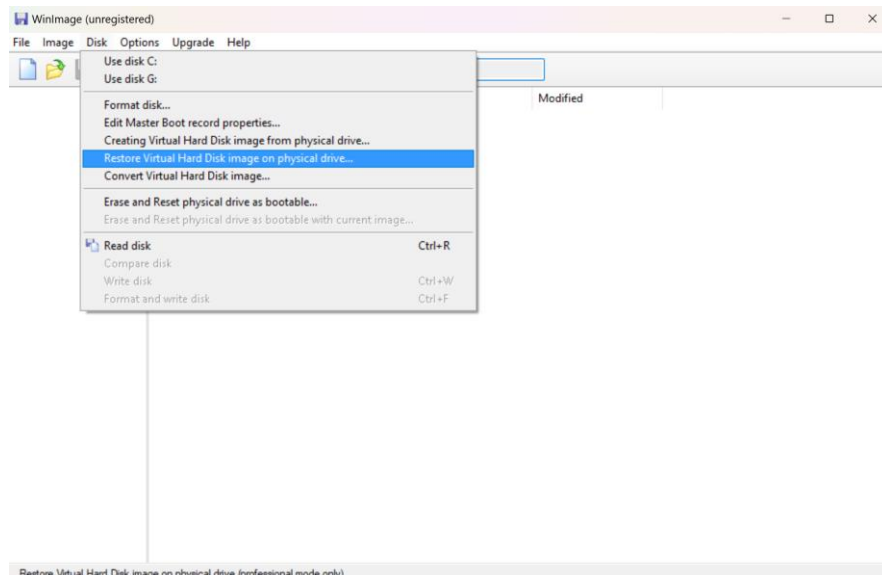 WinImage (unregistered)
File Image Disk Options Upgrade Help
Use disk C:
Use disk G:
Modified
Format disk...
Edit Master Boot record properties...
Creating Virtual Hard Disk image from physical drive...
Restore Virtual Hard Disk image on physical drive...
Convert Virtual Hard Disk image...
Erase and Reset physical drive as bootable...
Erase and Reset physical drive as bootable with current image...
Read disk Ctrl+R
Compare disk
Write disk Ctrl+W
Format and write disk Ctrl+F
Restore Virtual Hard Disk image on physical drive (professional mode only)